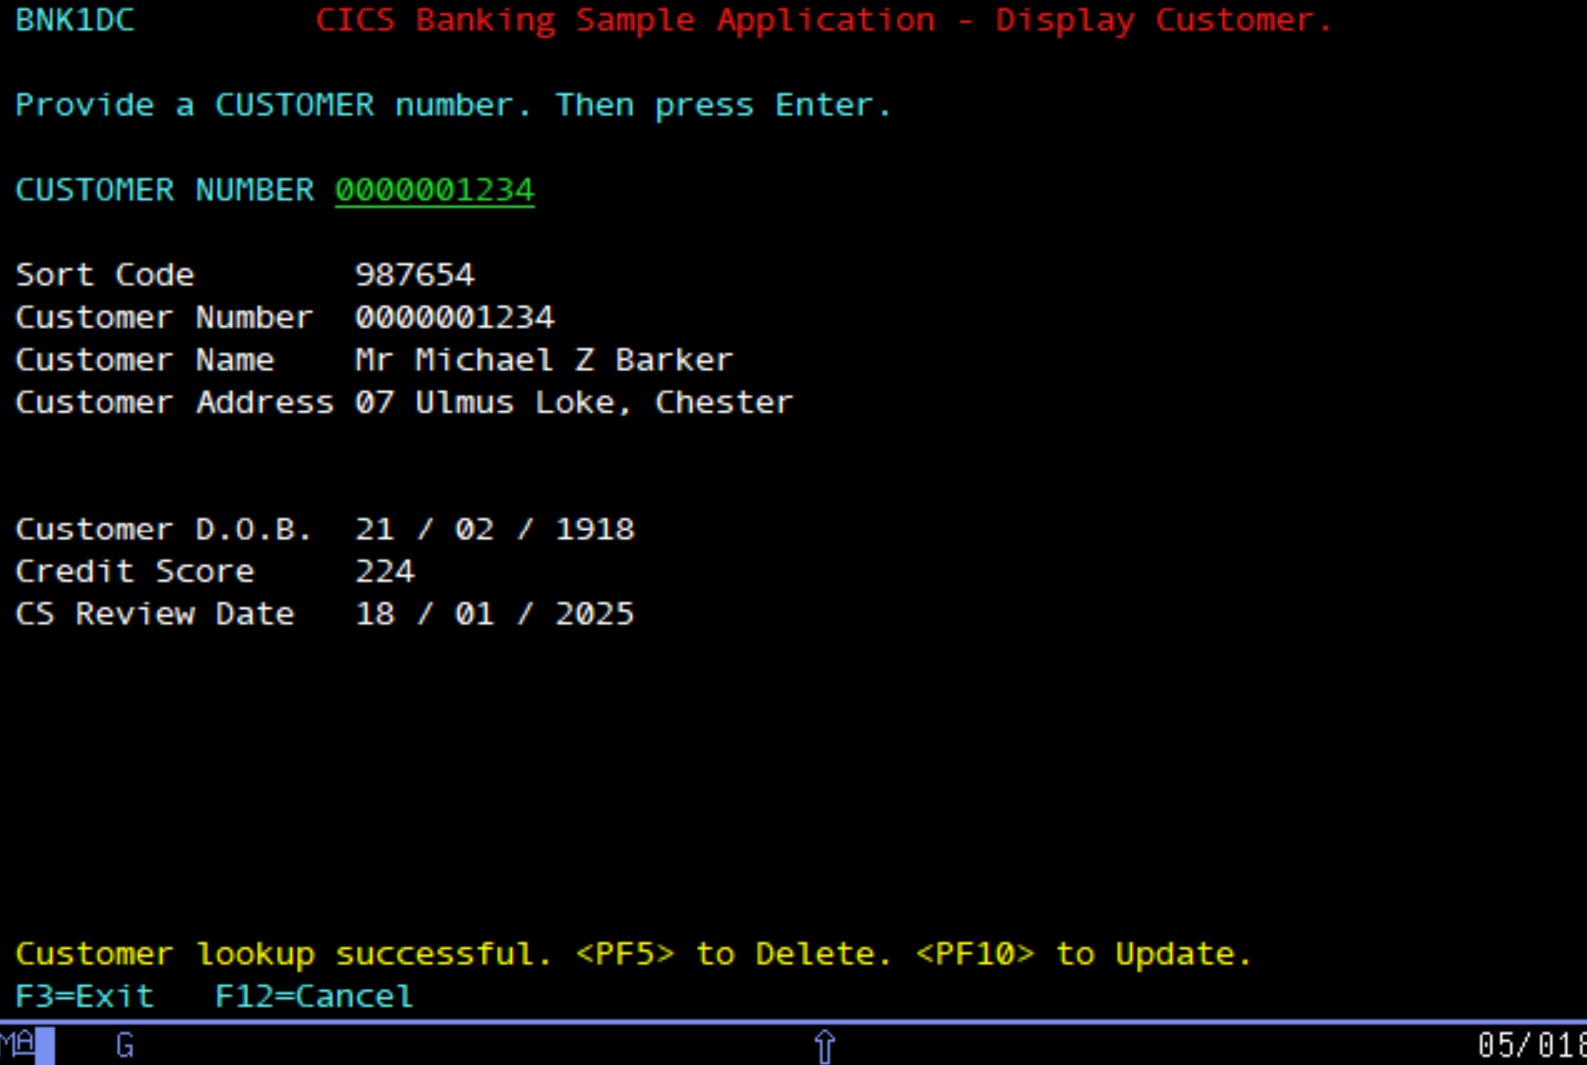 BNK1DC CICS Banking Sample Application - Display Customer.
Provide a CUSTOMER number. Then press Enter.
CUSTOMER NUMBER 0000001234
Sort Code 987654
Customer Number 0000001234
Customer Name Mr Michael Z Barker
Customer Address 07 Ulmus Loke, Chester
Customer D.O.B. 21 / 02 / 1918
Credit Score 224
CS Review Date 18 / 01 / 2025
Customer lookup successful. <PF5> to Delete. <PF10> to Update.
F3=Exit F12=Cancel
MA G 05/018